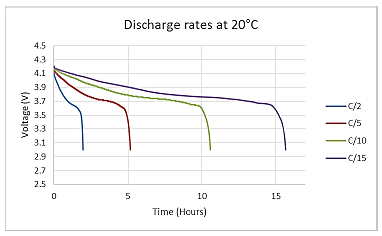 Discharge rates at 20°C
Voltage (V)
4.5
4.3
4.1
3.9
3.7
3.5
3.3
3.1
2.9
2.7
2.5
0
5
10
15
Time (Hours)
C/2
C/5
C/10
C/15